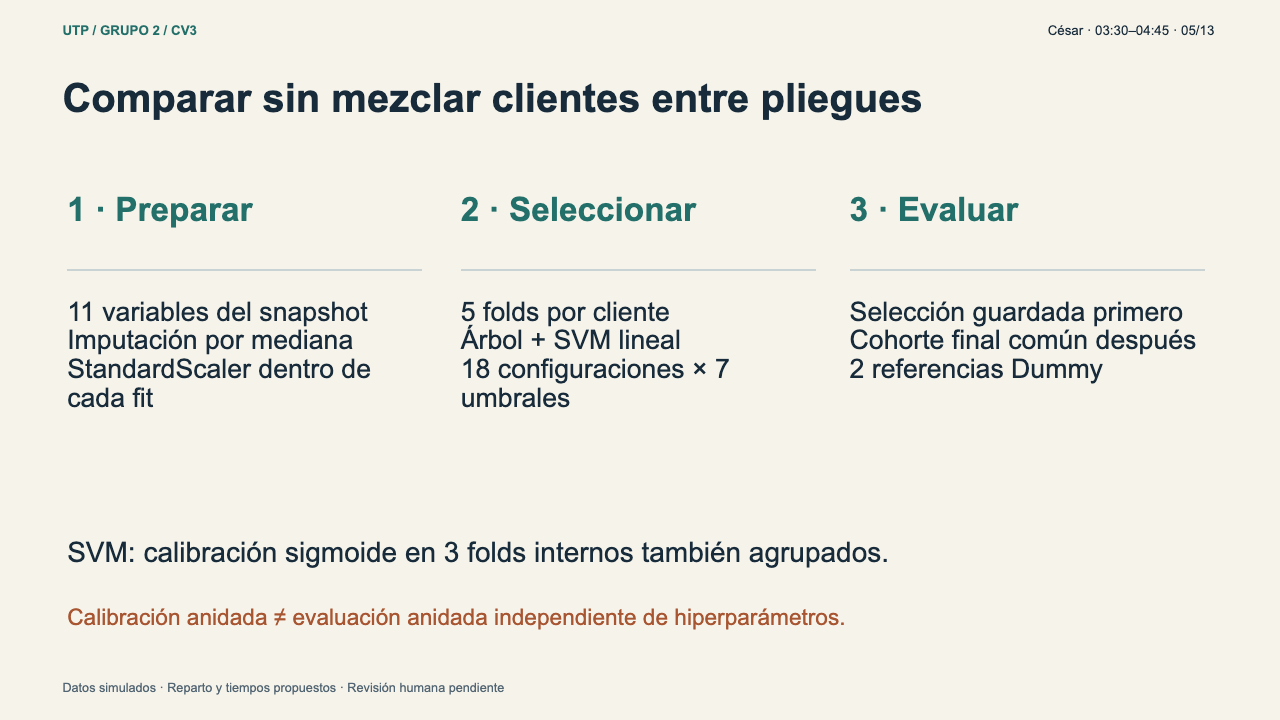 UTP / GRUPO 2 / CV3
César · 03:30–04:45 · 05/13
Comparar sin mezclar clientes entre pliegues
1 · Preparar
11 variables del snapshot
Imputación por mediana
StandardScaler dentro de
cada fit
2 · Seleccionar
5 folds por cliente
Árbol + SVM lineal
18 configuraciones × 7
umbrales
3 · Evaluar
Selección guardada primero
Cohorte final común después
2 referencias Dummy
SVM: calibración sigmoide en 3 folds internos también agrupados.
Calibración anidada ≠ evaluación anidada independiente de hiperparámetros.
Datos simulados · Reparto y tiempos propuestos · Revisión humana pendiente